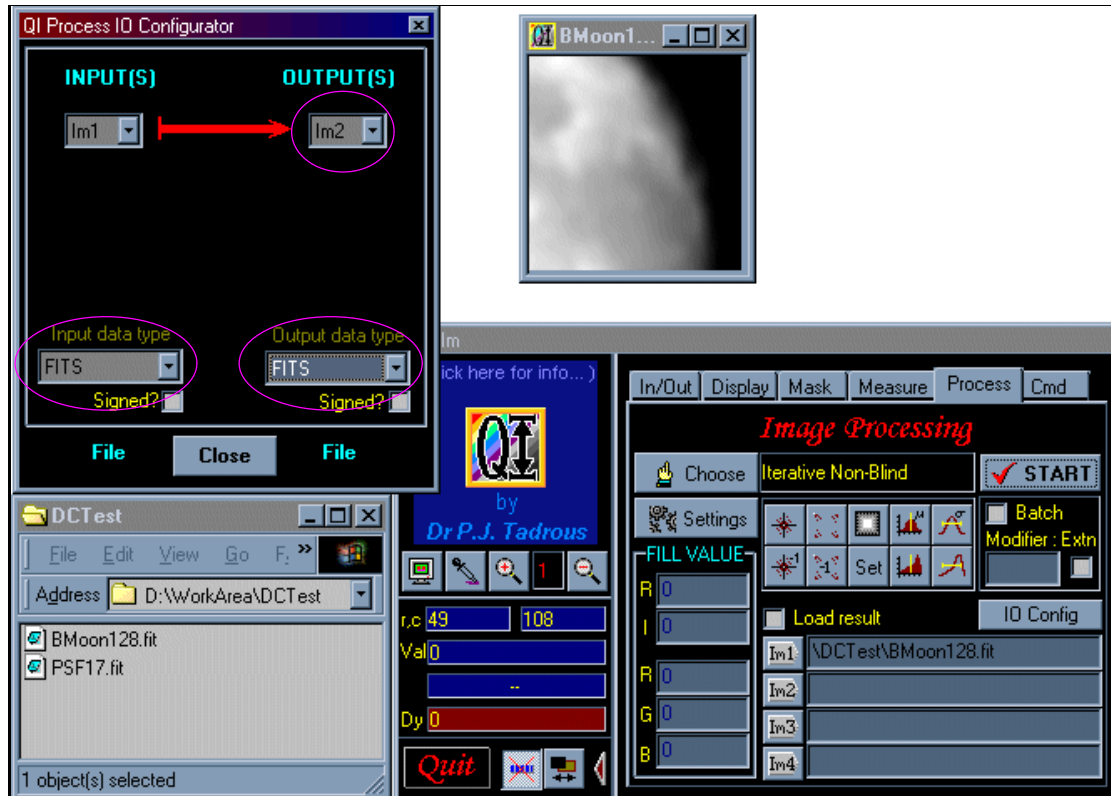 QI Process IO Configurator
INPUT(S) OUTPUT(S)
Im1 Im2
Input data type Output data type
FITS FITS
Signed? Signed?
File Close File
BMoon1...
DCTest
File Edit View Go F; »
Address D:\WorkArea\DCTest
BMoon128.fit
PSF17.fit
1 object(s) selected
Im
ick here for info... )
QI
by
Dr P.J. Tadrous
1
r,c 49 108
Val 0
--
Dy 0
Quit
In/Out Display Mask Measure Process Cmd
Image Processing
Choose Iterative Non-Blind START
Settings
Batch
Modifier : Extn
Set
FILL VALUE
R 0
I 0
R 0
G 0
B 0
Load result IO Config
Im1 \DCTest\BMoon128.fit
Im2
Im3
Im4